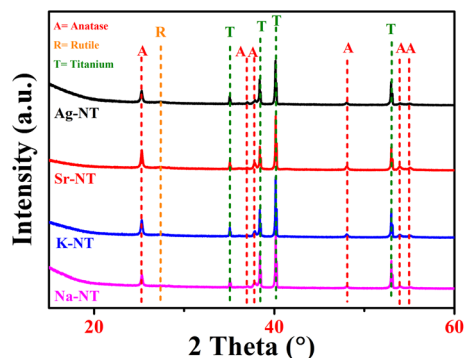 A= Anatase
R= Rutile
T= Titanium
A R T A A T T A T A A
Ag-NT
Sr-NT
K-NT
Na-NT
Intensity (a.u.)
20 40 60
2 Theta (°)